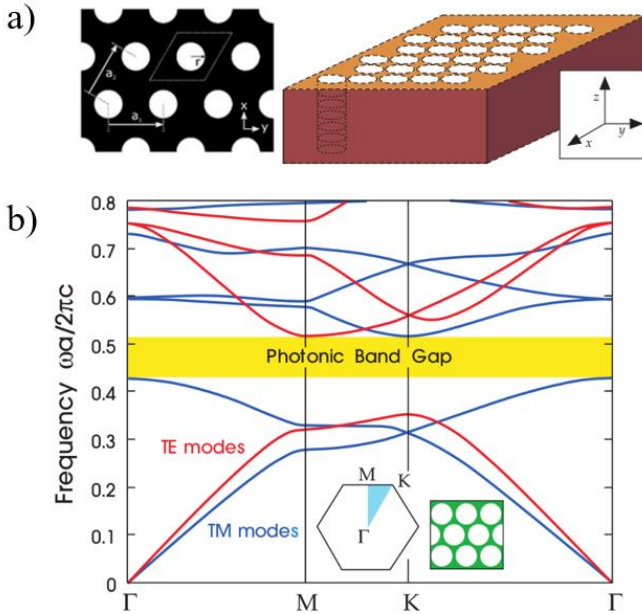 a)
a₂
r
a₁
x
y
z
x
y
b)
Frequency ωa/2πc
0.8
0.7
0.6
0.5
0.4
0.3
0.2
0.1
0
Photonic Band Gap
TE modes
TM modes
M
K
Γ
Γ
M
K
Γ